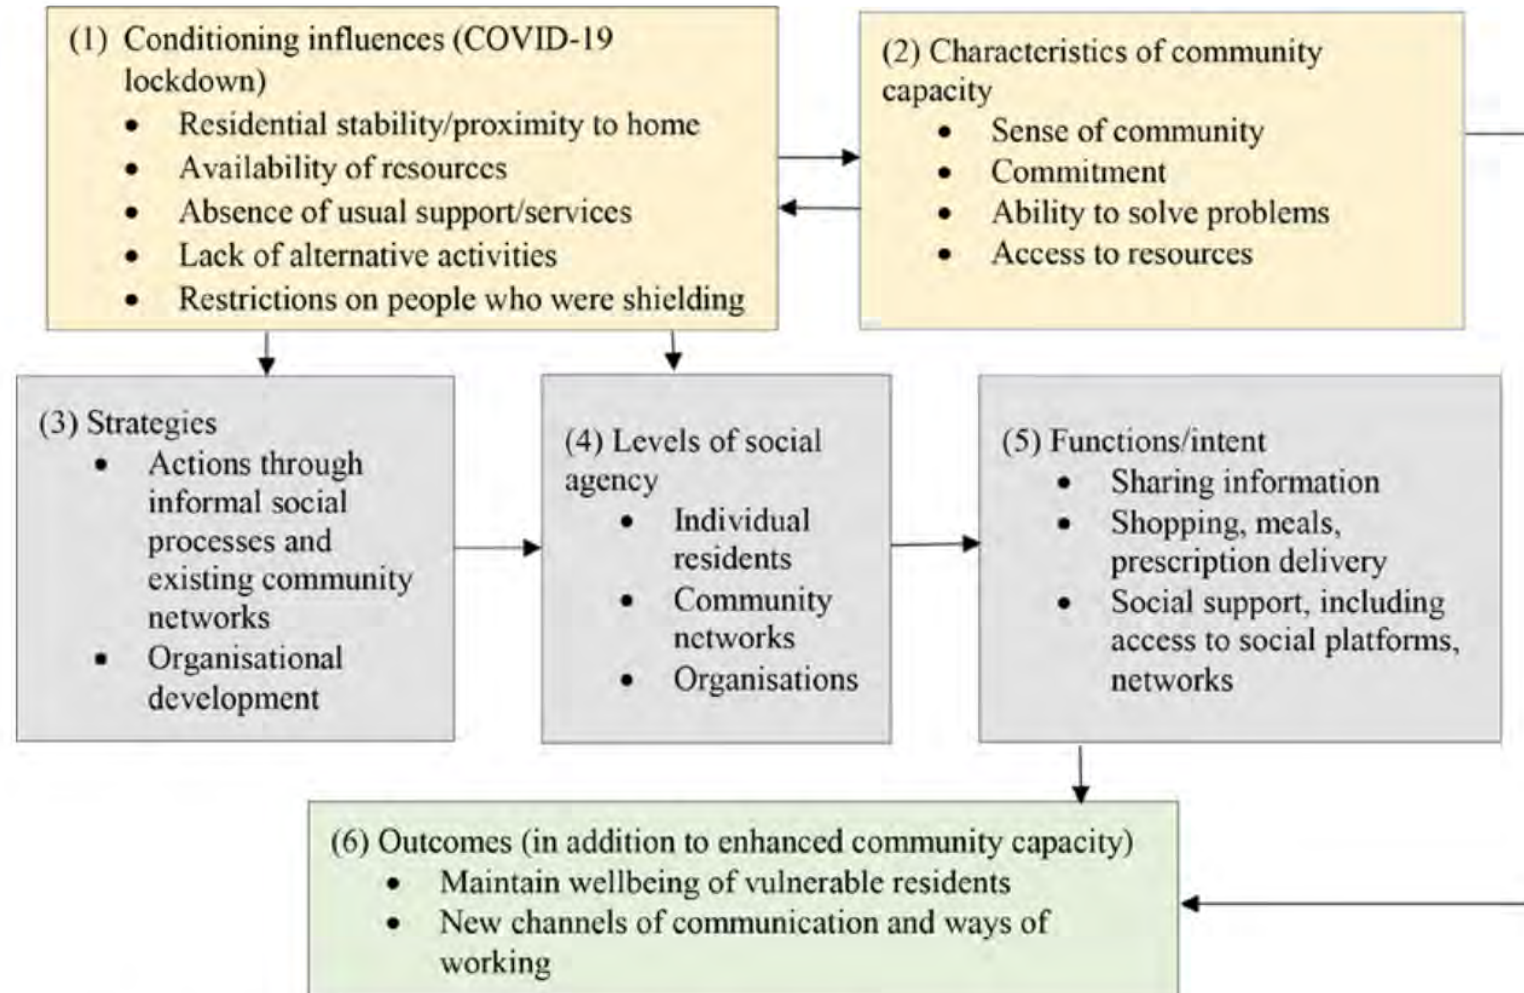 (1) Conditioning influences (COVID-19
lockdown)
• Residential stability/proximity to home
• Availability of resources
• Absence of usual support/services
• Lack of alternative activities
• Restrictions on people who were shielding
(2) Characteristics of community
capacity
• Sense of community
• Commitment
• Ability to solve problems
• Access to resources
(3) Strategies
• Actions through
informal social
processes and
existing community
networks
• Organisational
development
(4) Levels of social
agency
• Individual
residents
• Community
networks
• Organisations
(5) Functions/intent
• Sharing information
• Shopping, meals,
prescription delivery
• Social support, including
access to social platforms,
networks
(6) Outcomes (in addition to enhanced community capacity)
• Maintain wellbeing of vulnerable residents
• New channels of communication and ways of
working